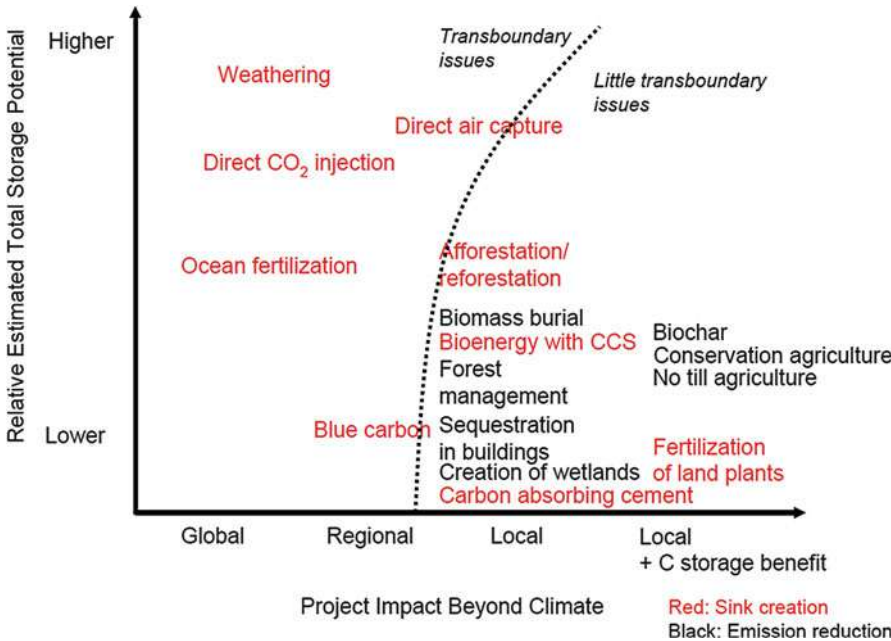 Relative Estimated Total Storage Potential
Higher
Lower
Transboundary
issues
Little transboundary
issues
Weathering
Direct air capture
Direct CO₂ injection
Ocean fertilization
Afforestation/
reforestation
Biomass burial
Bioenergy with CCS
Forest
management
Blue carbon
Sequestration
in buildings
Creation of wetlands
Carbon absorbing cement
Biochar
Conservation agriculture
No till agriculture
Fertilization
of land plants
Global
Regional
Local
Local
+ C storage benefit
Project Impact Beyond Climate
Red: Sink creation
Black: Emission reduction